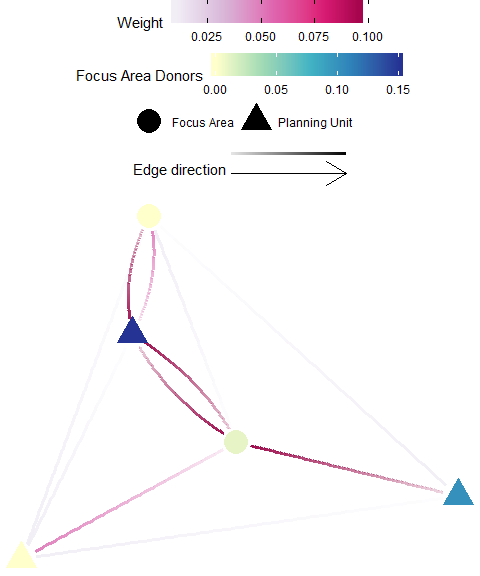 Weight
0.025 0.050 0.075 0.100
Focus Area Donors
0.00 0.05 0.10 0.15
Focus Area Planning Unit
Edge direction